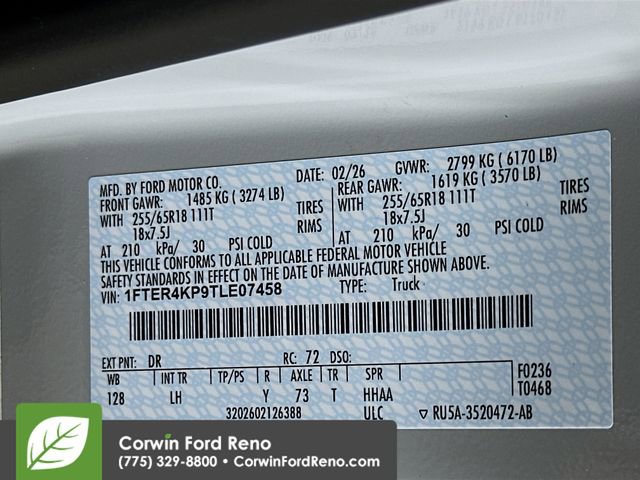 MFD. BY FORD MOTOR CO. DATE: 02/26 GVWR: 2799 KG ( 6170 LB)
FRONT GAWR: 1485 KG ( 3274 LB) REAR GAWR: 1619 KG ( 3570 LB)
WITH 255/65R18 111T TIRES WITH 255/65R18 111T TIRES
18x7.5J RIMS 18x7.5J RIMS
AT 210 kPa/ 30 PSI COLD AT 210 kPa/ 30 PSI COLD
THIS VEHICLE CONFORMS TO ALL APPLICABLE FEDERAL MOTOR VEHICLE
SAFETY STANDARDS IN EFFECT ON THE DATE OF MANUFACTURE SHOWN ABOVE.
VIN: 1FTER4KP9TLE07458 TYPE: Truck
EXT PNT: DR RC: 72 DSO:
WB INT TR TP/PS R AXLE TR SPR F0236
128 LH Y 73 T HHAA T0468
3202602126388 ULC ▽ RU5A-3520472-AB
Corwin Ford Reno
(775) 329-8800 • CorwinFordReno.com